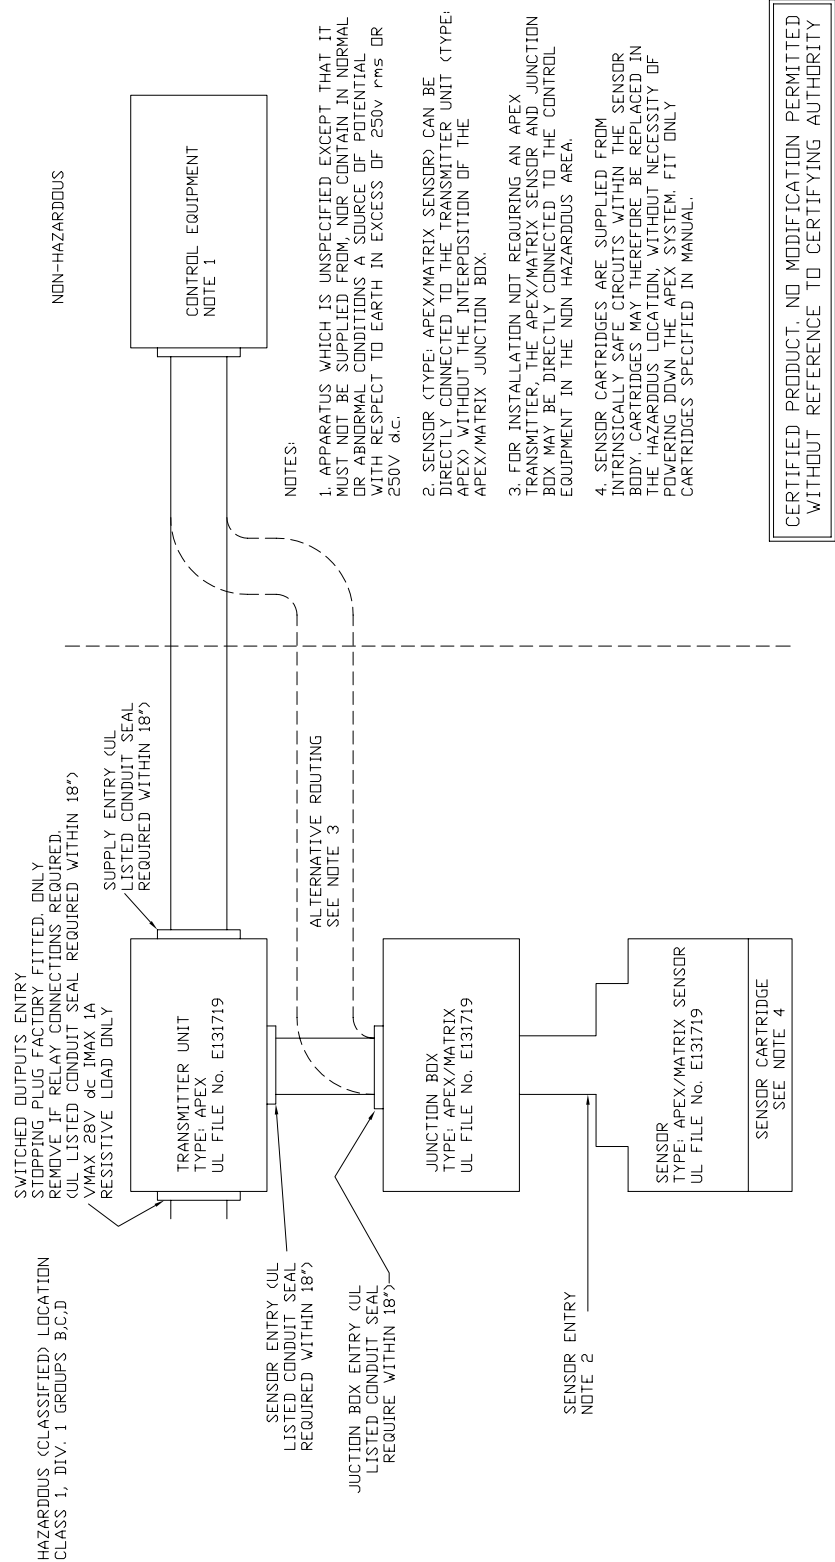 HAZARDOUS (CLASSIFIED) LOCATION
CLASS 1, DIV. 1 GROUPS B,C,D
SWITCHED OUTPUTS ENTRY
STOPPING PLUG FACTORY FITTED. ONLY
REMOVE IF RELAY CONNECTIONS REQUIRED.
(UL LISTED CONDUIT SEAL REQUIRED WITHIN 18")
VMAX 28V dc IMAX 1A
RESISTIVE LOAD ONLY
SUPPLY ENTRY (UL
LISTED CONDUIT SEAL
REQUIRED WITHIN 18")
NON-HAZARDOUS
TRANSMITTER UNIT
TYPE: APEX
UL FILE No. E131719
CONTROL EQUIPMENT
NOTE 1
SENSOR ENTRY (UL
LISTED CONDUIT SEAL
REQUIRED WITHIN 18")
ALTERNATIVE ROUTING
SEE NOTE 3
JUCTION BOX ENTRY (UL
LISTED CONDUIT SEAL
REQUIRE WITHIN 18")
JUNCTION BOX
TYPE: APEX/MATRIX
UL FILE No. E131719
SENSOR ENTRY
NOTE 2
SENSOR
TYPE: APEX/MATRIX SENSOR
UL FILE No. E131719
SENSOR CARTRIDGE
SEE NOTE 4
NOTES:
1. APPARATUS WHICH IS UNSPECIFIED EXCEPT THAT IT
MUST NOT BE SUPPLIED FROM, NOR CONTAIN IN NORMAL
OR ABNORMAL CONDITIONS A SOURCE OF POTENTIAL
WITH RESPECT TO EARTH IN EXCESS OF 250v rms OR
250V d.c.
2. SENSOR (TYPE: APEX/MATRIX SENSOR) CAN BE
DIRECTLY CONNECTED TO THE TRANSMITTER UNIT (TYPE:
APEX) WITHOUT THE INTERPOSITION OF THE
APEX/MATRIX JUNCTION BOX.
3. FOR INSTALLATION NOT REQUIRING AN APEX
TRANSMITTER, THE APEX/MATRIX SENSOR AND JUNCTION
BOX MAY BE DIRECTLY CONNECTED TO THE CONTROL
EQUIPMENT IN THE NON HAZARDOUS AREA.
4. SENSOR CARTRIDGES ARE SUPPLIED FROM
INTRINSICALLY SAFE CIRCUITS WITHIN THE SENSOR
BODY. CARTRIDGES MAY THEREFORE BE REPLACED IN
THE HAZARDOUS LOCATION, WITHOUT NECESSITY OF
POWERING DOWN THE APEX SYSTEM. FIT ONLY
CARTRIDGES SPECIFIED IN MANUAL.
CERTIFIED PRODUCT. NO MODIFICATION PERMITTED
WITHOUT REFERENCE TO CERTIFYING AUTHORITY